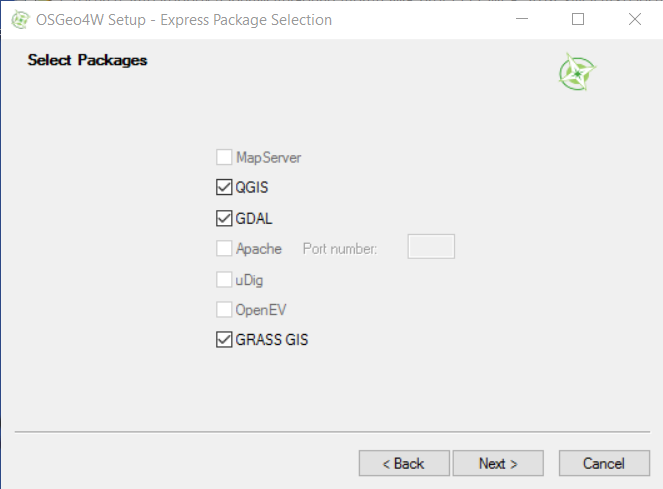 OSGeo4W Setup - Express Package Selection
Select Packages
MapServer
QGIS
GDAL
Apache Port number:
uDig
OpenEV
GRASS GIS
< Back Next > Cancel